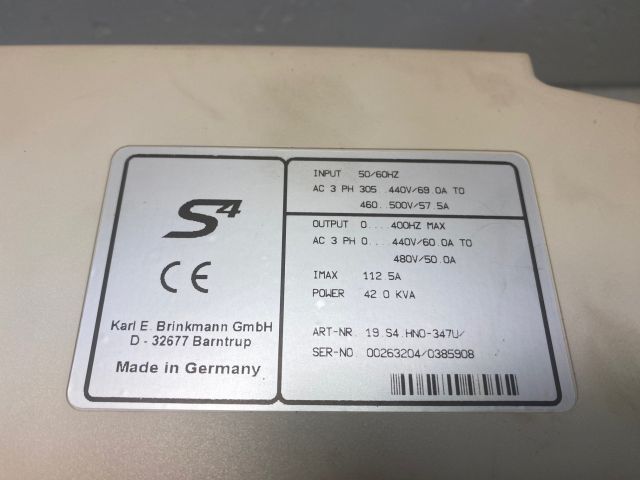 S4
CE
Karl E. Brinkmann GmbH
D - 32677 Barntrup
Made in Germany
INPUT 50/60HZ
AC 3 PH 305...440V/69.0A TO
460...500V/57.5A
OUTPUT 0....400HZ MAX
AC 3 PH 0....440V/60.0A TO
480V/50.0A
IMAX 112.5A
POWER 42.0 KVA
ART-NR. 19.S4.HNO-347U/
SER-NO. 00263204/0385908